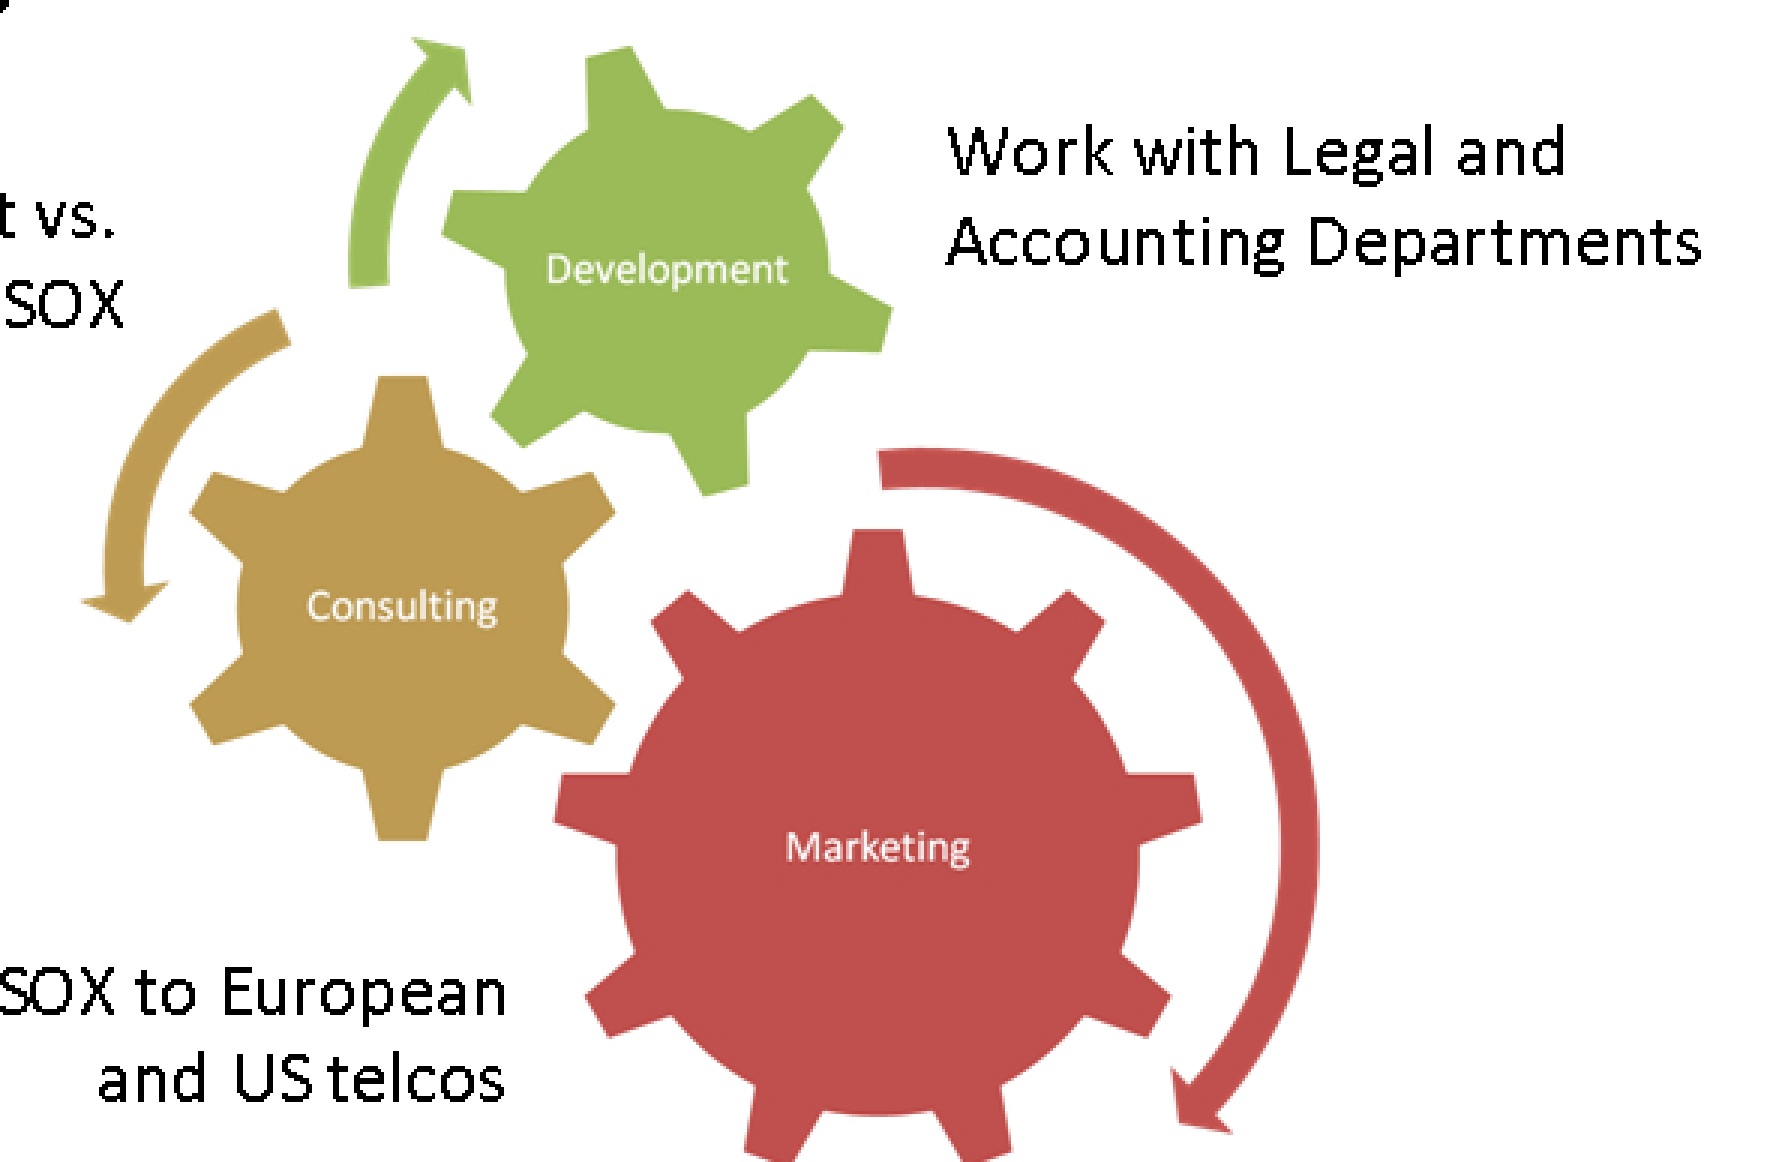 Work with Legal and
Accounting Departments
vs.
SOX
Development
Consulting
Marketing
SOX to European
and US telcos